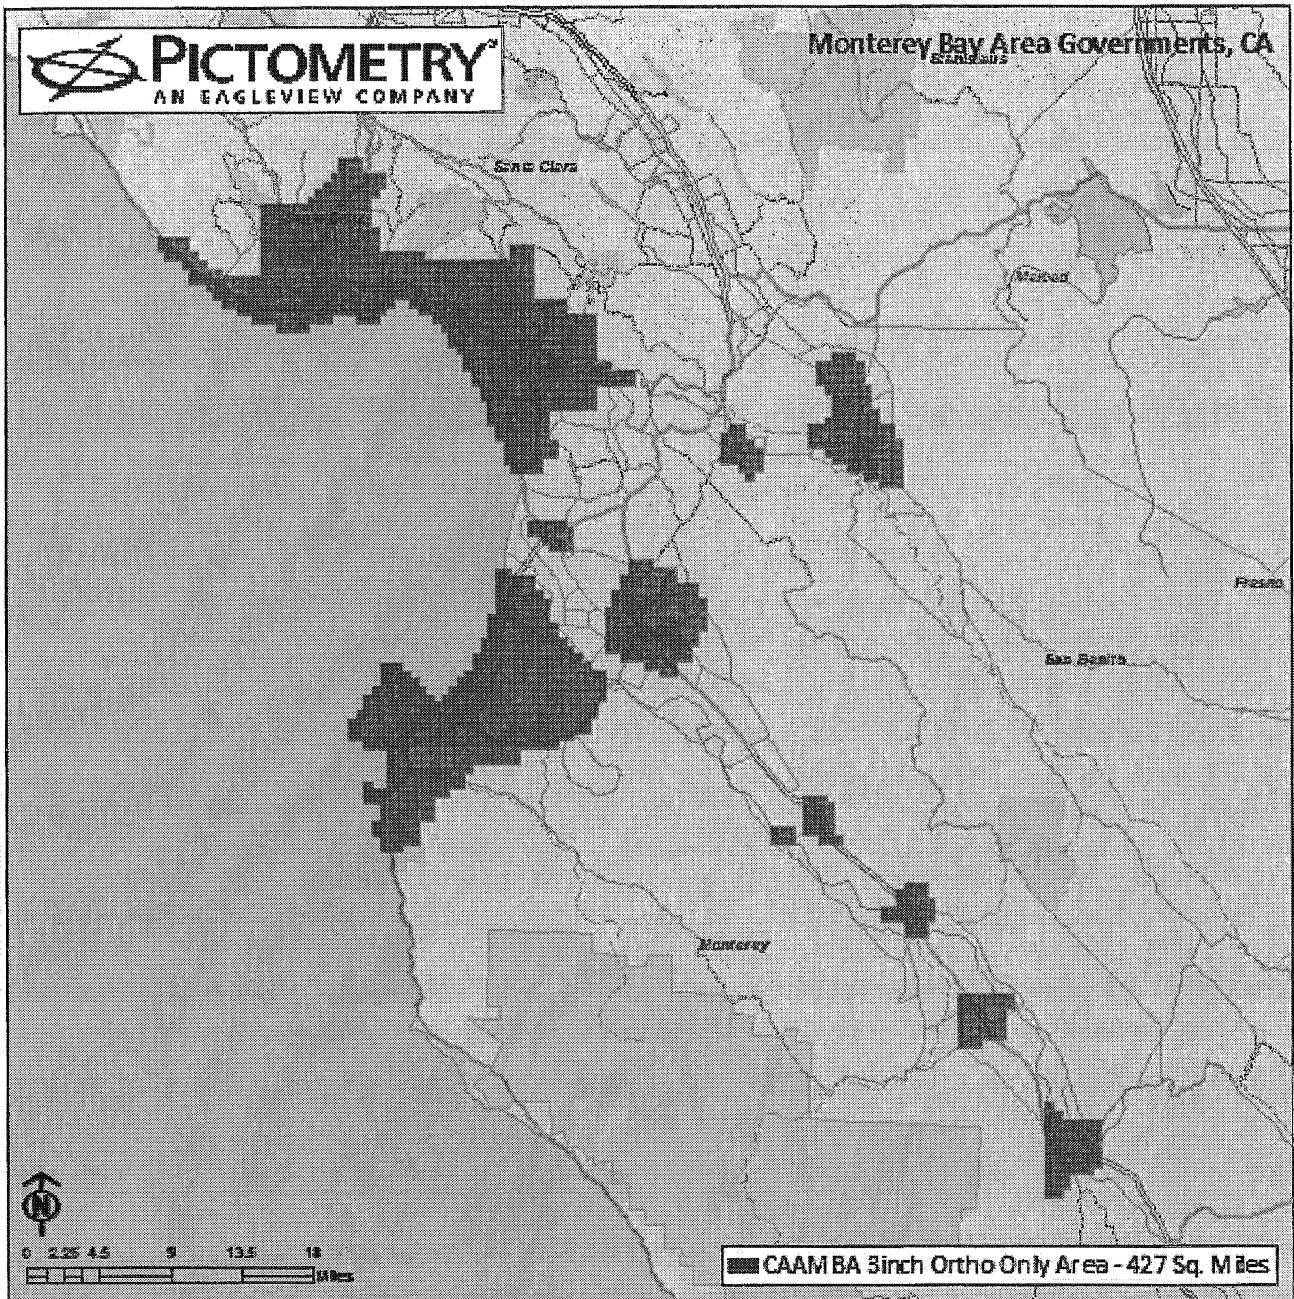 PICTOMETRY
AN EAGLEVIEW COMPANY
Monterey Bay Area Governments, CA
Stanislaus
Santa Clara
Merced
Fresno
San Benito
Monterey
N
0 2.25 4.5 9 13.5 18
Miles
CAAMBA 3inch Ortho Only Area - 427 Sq. Miles